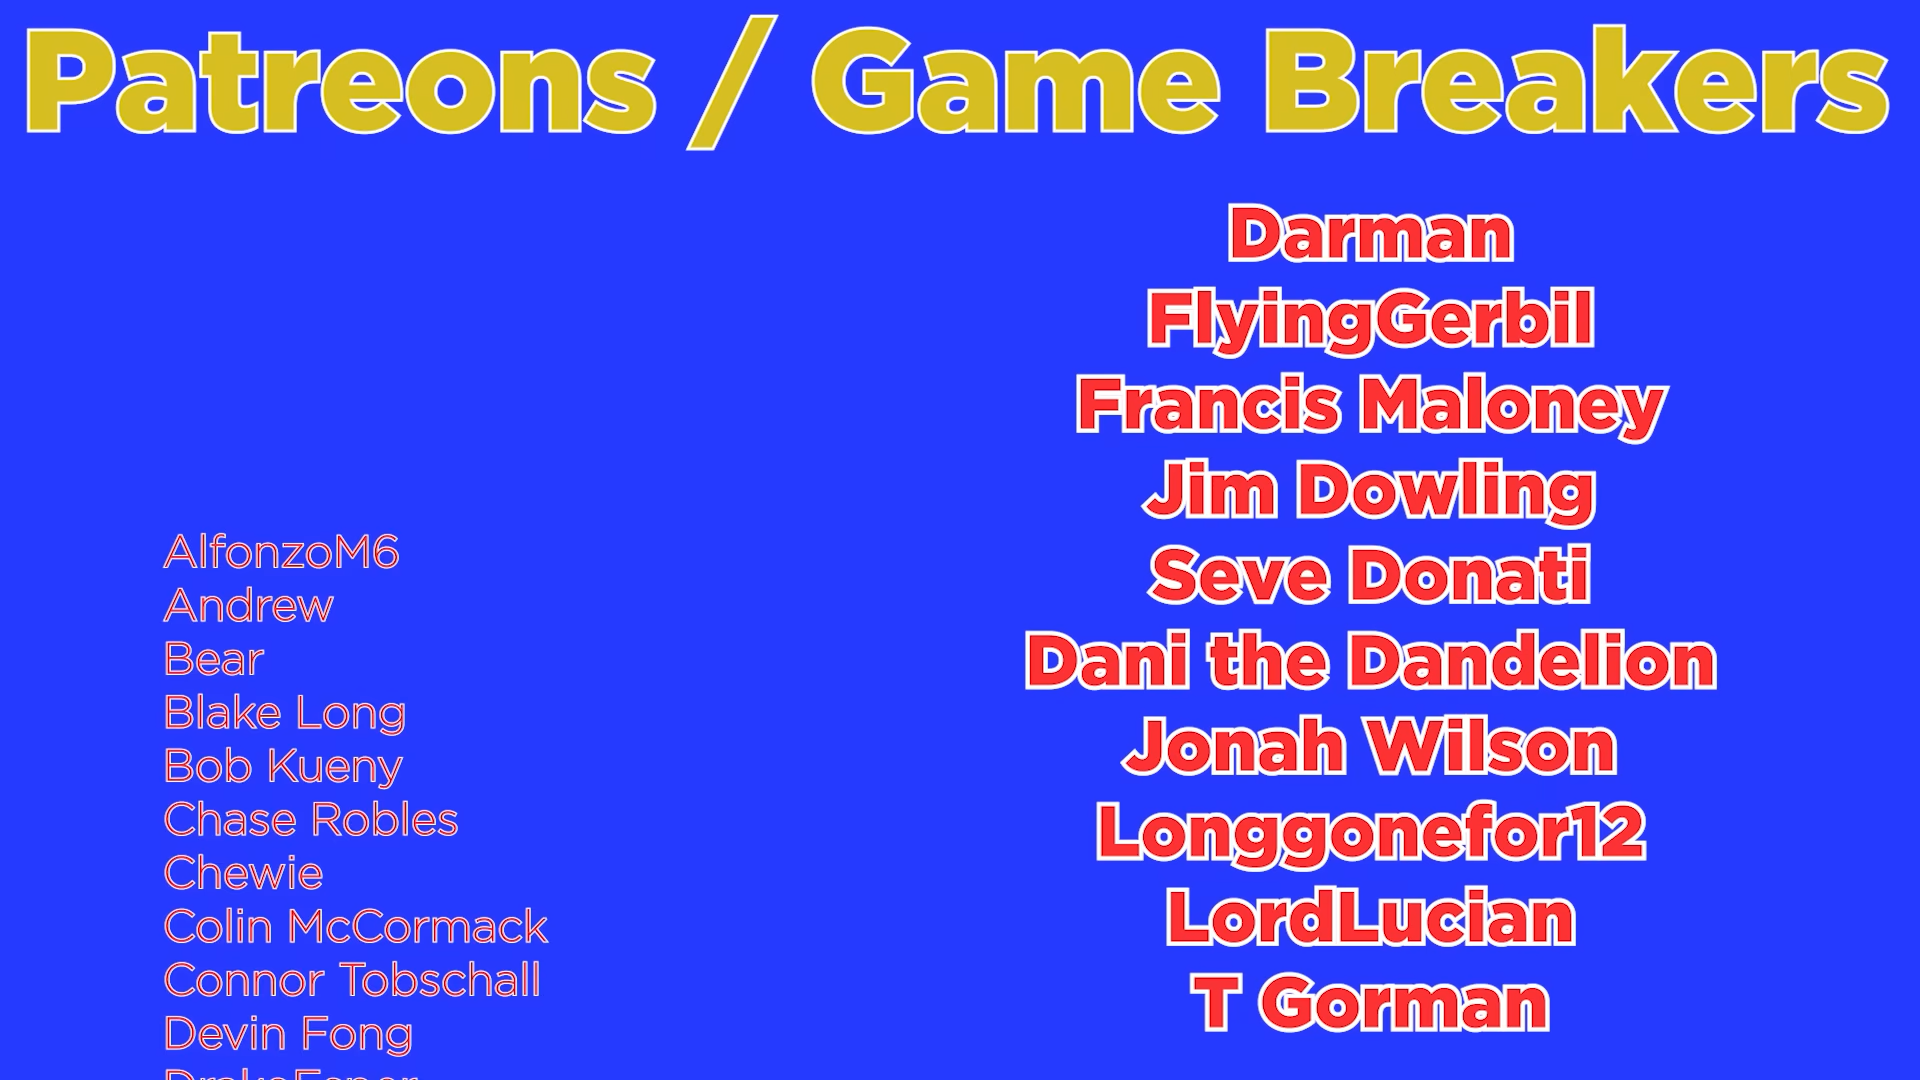 Patreons / Game Breakers
AlfonzoM6
Andrew
Bear
Blake Long
Bob Kueny
Chase Robles
Chewie
Colin McCormack
Connor Tobschall
Devin Fong
Darman
FlyingGerbil
Francis Maloney
Jim Dowling
Seve Donati
Dani the Dandelion
Jonah Wilson
Longgonefor12
LordLucian
T Gorman